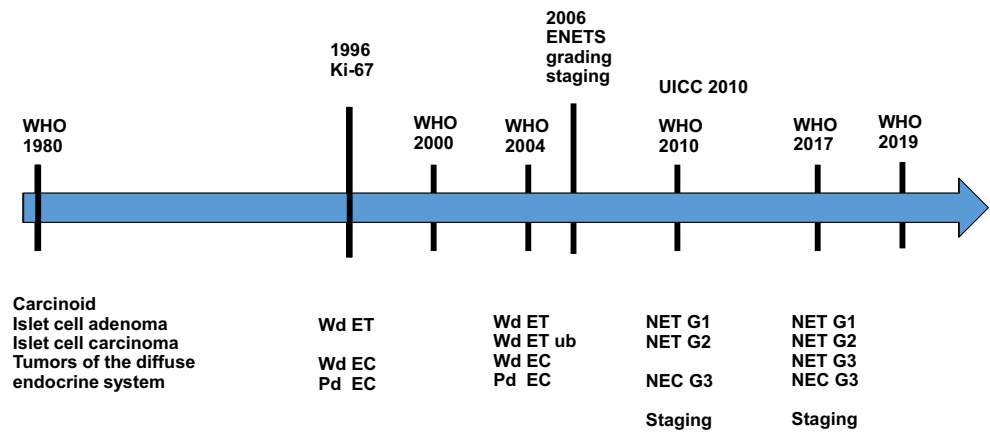 2006
ENETS
grading
staging
1996
Ki-67
UICC 2010
WHO
1980
WHO
2000
WHO
2004
WHO
2010
WHO
2017
WHO
2019
Carcinoid
Islet cell adenoma
Islet cell carcinoma
Tumors of the diffuse
endocrine system
Wd ET
Wd EC
Pd EC
Wd ET
Wd ET ub
Wd EC
Pd EC
NET G1
NET G2
NEC G3
Staging
NET G1
NET G2
NET G3
NEC G3
Staging